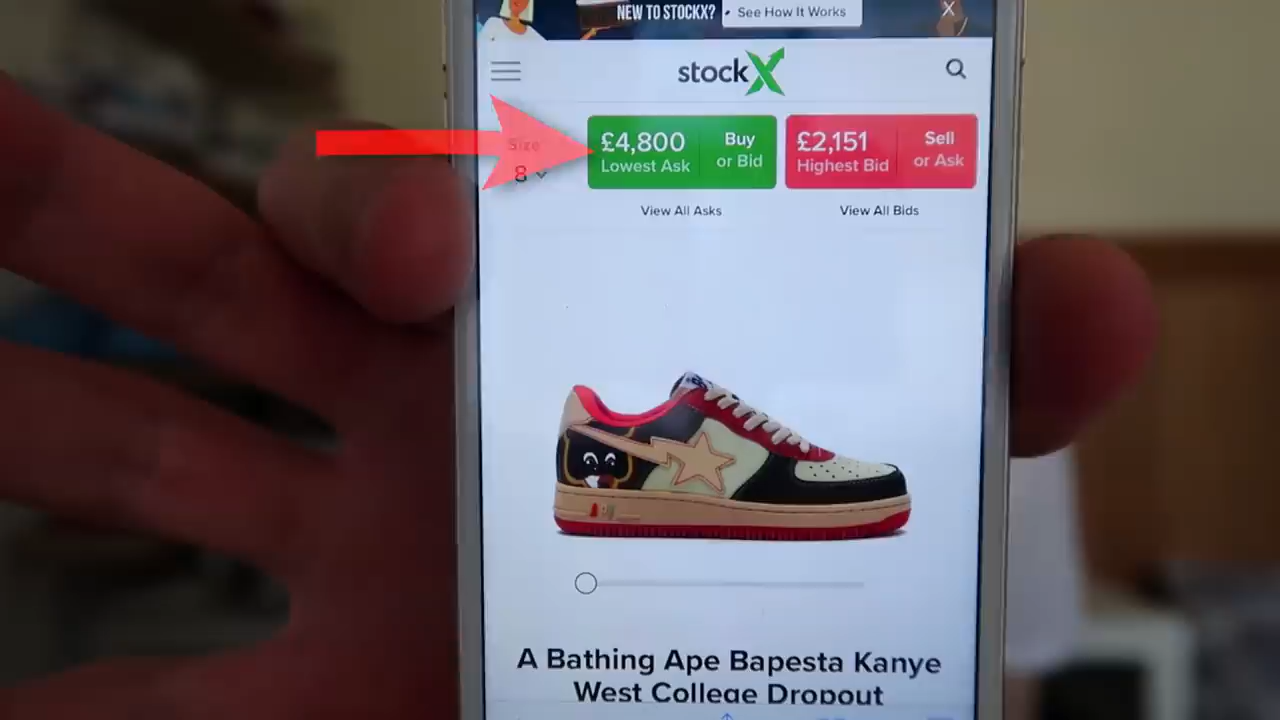 NEW TO STOCKX?
See How It Works
X
stockX
Size
8
£4,800
Lowest Ask
Buy
or Bid
£2,151
Highest Bid
Sell
or Ask
View All Asks
View All Bids
A Bathing Ape Bapesta Kanye
West College Dropout